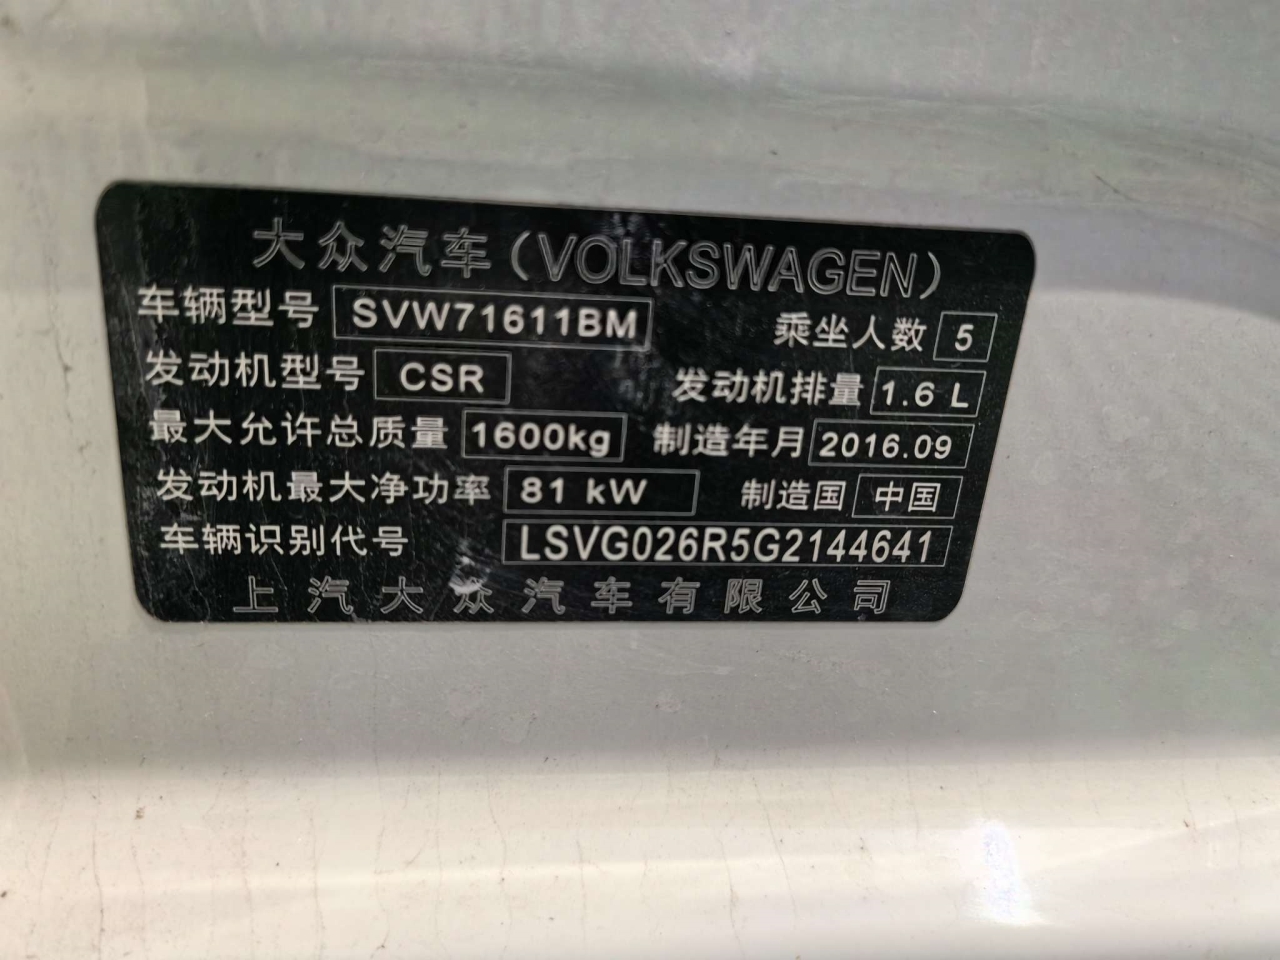 大众汽车(VOLKSWAGEN)
车辆型号 SVW71611BM 乘坐人数 5
发动机型号 CSR 发动机排量 1.6 L
最大允许总质量 1600kg 制造年月 2016.09
发动机最大净功率 81 kW 制造国 中国
车辆识别代号 LSVG026R5G2144641
上汽大众汽车有限公司